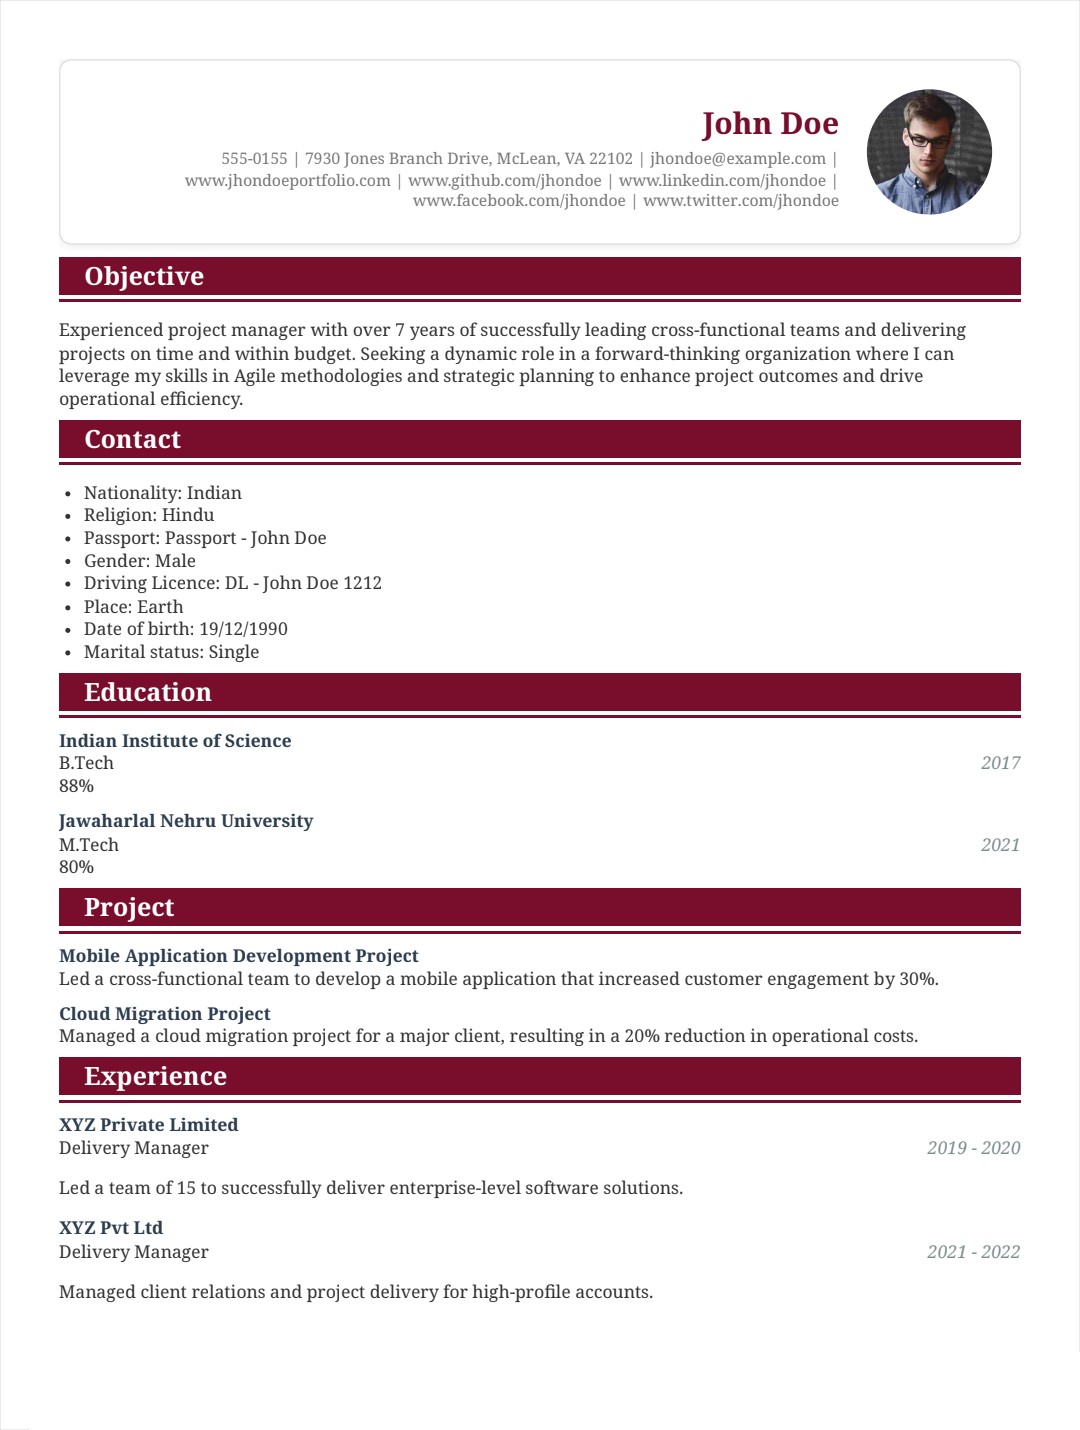 John Doe
555-0155 | 7930 Jones Branch Drive, McLean, VA 22102 | jhondoe@example.com |
www.jhondoeportfolio.com | www.github.com/jhondoe | www.linkedin.com/jhondoe |
www.facebook.com/jhondoe | www.twitter.com/jhondoe
Objective
Experienced project manager with over 7 years of successfully leading cross-functional teams and delivering
projects on time and within budget. Seeking a dynamic role in a forward-thinking organization where I can
leverage my skills in Agile methodologies and strategic planning to enhance project outcomes and drive
operational efficiency.
Contact
• Nationality: Indian
• Religion: Hindu
• Passport: Passport - John Doe
• Gender: Male
• Driving Licence: DL - John Doe 1212
• Place: Earth
• Date of birth: 19/12/1990
• Marital status: Single
Education
Indian Institute of Science
B.Tech 2017
88%
Jawaharlal Nehru University
M.Tech 2021
80%
Project
Mobile Application Development Project
Led a cross-functional team to develop a mobile application that increased customer engagement by 30%.
Cloud Migration Project
Managed a cloud migration project for a major client, resulting in a 20% reduction in operational costs.
Experience
XYZ Private Limited
Delivery Manager 2019 - 2020
Led a team of 15 to successfully deliver enterprise-level software solutions.
XYZ Pvt Ltd
Delivery Manager 2021 - 2022
Managed client relations and project delivery for high-profile accounts.